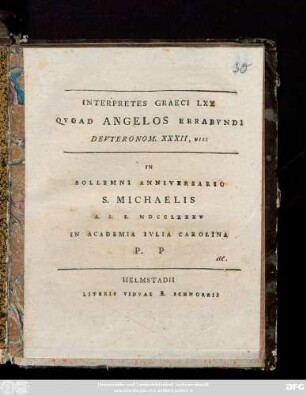 30
INTERPRETES GRAECI LXX
QVOAD ANGELOS ERRABVNDI
DEVTERONOM. XXXII, VIII
IN
SOLLEMNI ANNIVERSARIO
S. MICHAELIS
A. I. S. MDCCLXXXV
IN ACADEMIA IVLIA CAROLINA
P. P
HELMSTADII
LITERIS VIDVAE B. SCHNORRII